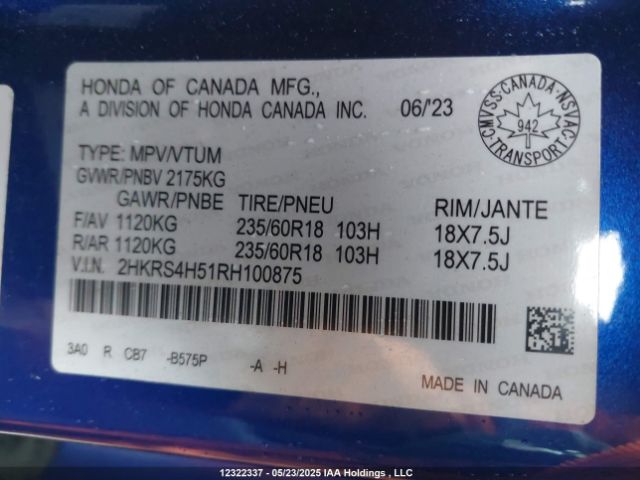 HONDA OF CANADA MFG.,
A DIVISION OF HONDA CANADA INC. 06/'23
CMVSS·CANADA·NSVAC
942
·TRANSPORT·
TYPE: MPV/VTUM
GVWR/PNBV 2175KG
GAWR/PNBE TIRE/PNEU RIM/JANTE
F/AV 1120KG 235/60R18 103H 18X7.5J
R/AR 1120KG 235/60R18 103H 18X7.5J
V.I.N. 2HKRS4H51RH100875
3A0 R CB7 -B575P -A -H
MADE IN CANADA
12322337 - 05/23/2025 IAA Holdings , LLC